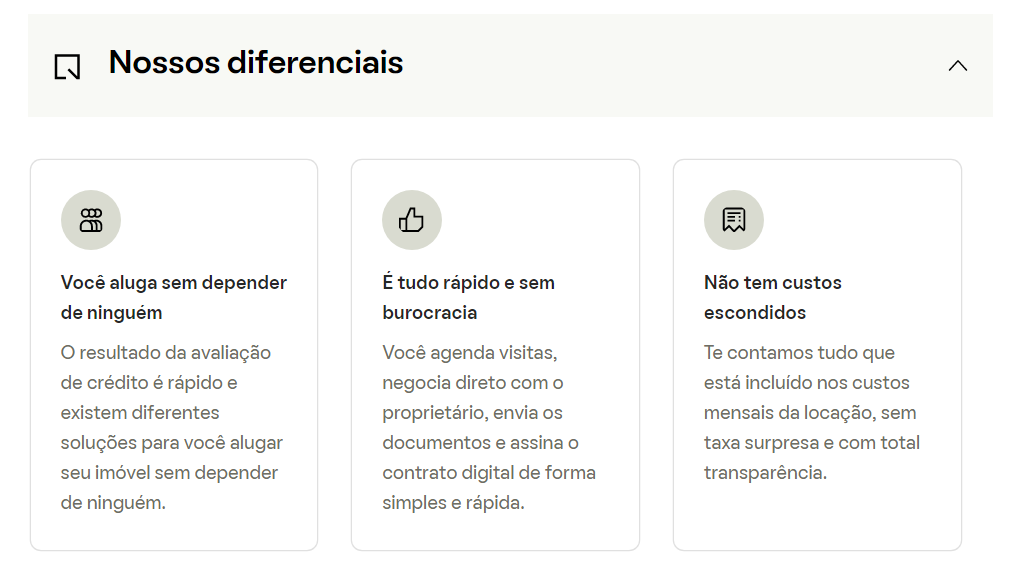 Nossos diferenciais
Você aluga sem depender
de ninguém
O resultado da avaliação
de crédito é rápido e
existem diferentes
soluções para você alugar
seu imóvel sem depender
de ninguém.
É tudo rápido e sem
burocracia
Você agenda visitas,
negocia direto com o
proprietário, envia os
documentos e assina o
contrato digital de forma
simples e rápida.
Não tem custos
escondidos
Te contamos tudo que
está incluído nos custos
mensais da locação, sem
taxa surpresa e com total
transparência.